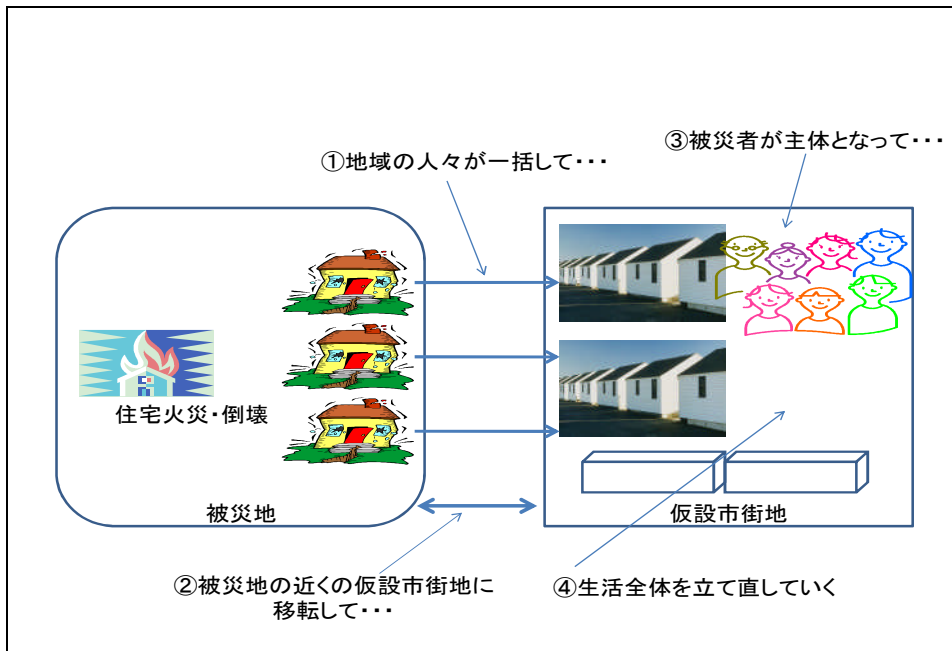 ③被災者が主体となって・・・
①地域の人々が一括して・・・
住宅火災・倒壊
被災地
仮設市街地
②被災地の近くの仮設市街地に
移転して・・・
④生活全体を立て直していく